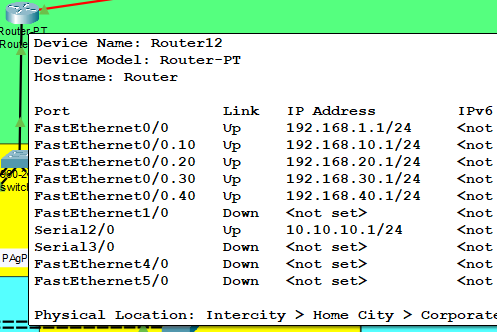 Router-PT
Route
Device Name: Router12
Device Model: Router-PT
Hostname: Router
Port Link IP Address IPv6
FastEthernet0/0 Up 192.168.1.1/24 <not
FastEthernet0/0.10 Up 192.168.10.1/24 <not
FastEthernet0/0.20 Up 192.168.20.1/24 <not
FastEthernet0/0.30 Up 192.168.30.1/24 <not
FastEthernet0/0.40 Up 192.168.40.1/24 <not
FastEthernet1/0 Down <not set> <not
Serial2/0 Up 10.10.10.1/24 <not
Serial3/0 Down <not set> <not
FastEthernet4/0 Down <not set> <not
FastEthernet5/0 Down <not set> <not
Physical Location: Intercity > Home City > Corporate
switch
PAgP